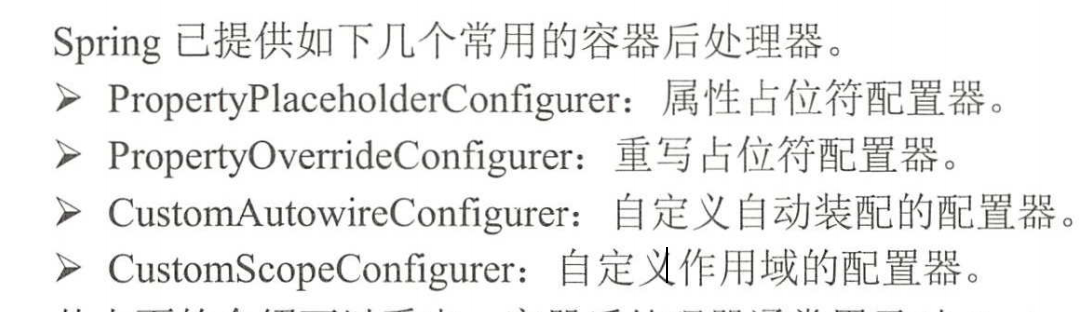 Spring 已提供如下几个常用的容器后处理器。
➢ PropertyPlaceholderConfigurer：属性占位符配置器。
➢ PropertyOverrideConfigurer：重写占位符配置器。
➢ CustomAutowireConfigurer：自定义自动装配的配置器。
➢ CustomScopeConfigurer：自定义作用域的配置器。